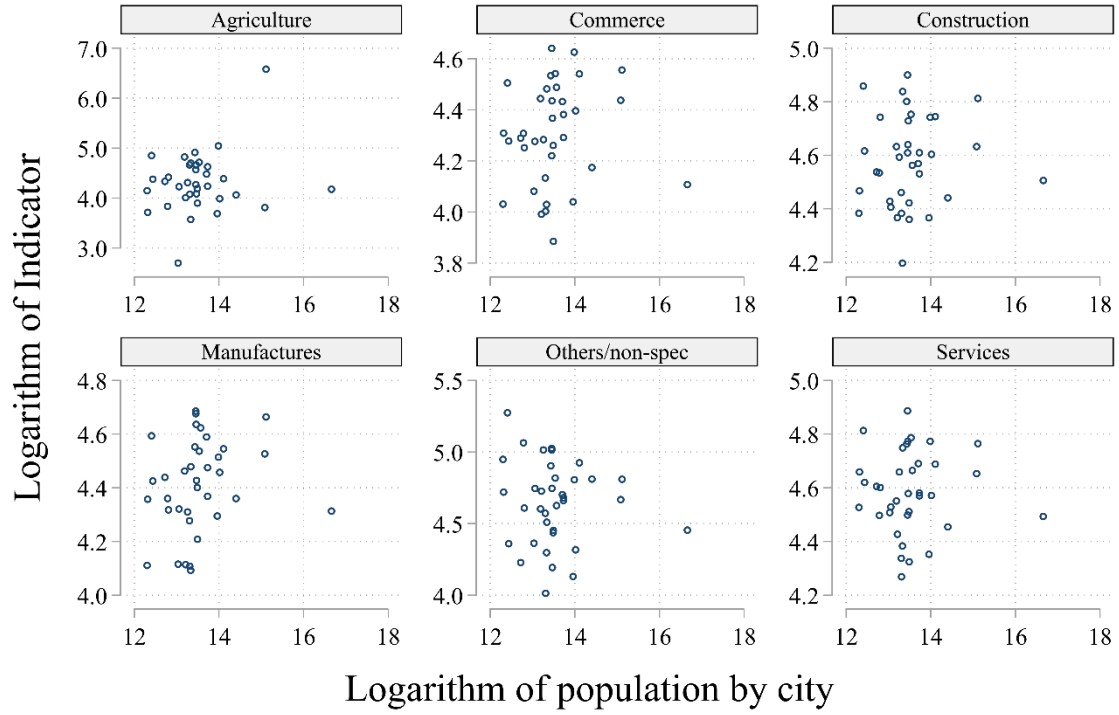 Logarithm of Indicator
Agriculture
7.0
6.0
5.0
4.0
3.0
12 14 16 18
Commerce
4.6
4.4
4.2
4.0
3.8
12 14 16 18
Construction
5.0
4.8
4.6
4.4
4.2
12 14 16 18
Manufactures
4.8
4.6
4.4
4.2
4.0
12 14 16 18
Others/non-spec
5.5
5.0
4.5
4.0
12 14 16 18
Services
5.0
4.8
4.6
4.4
4.2
12 14 16 18
Logarithm of population by city